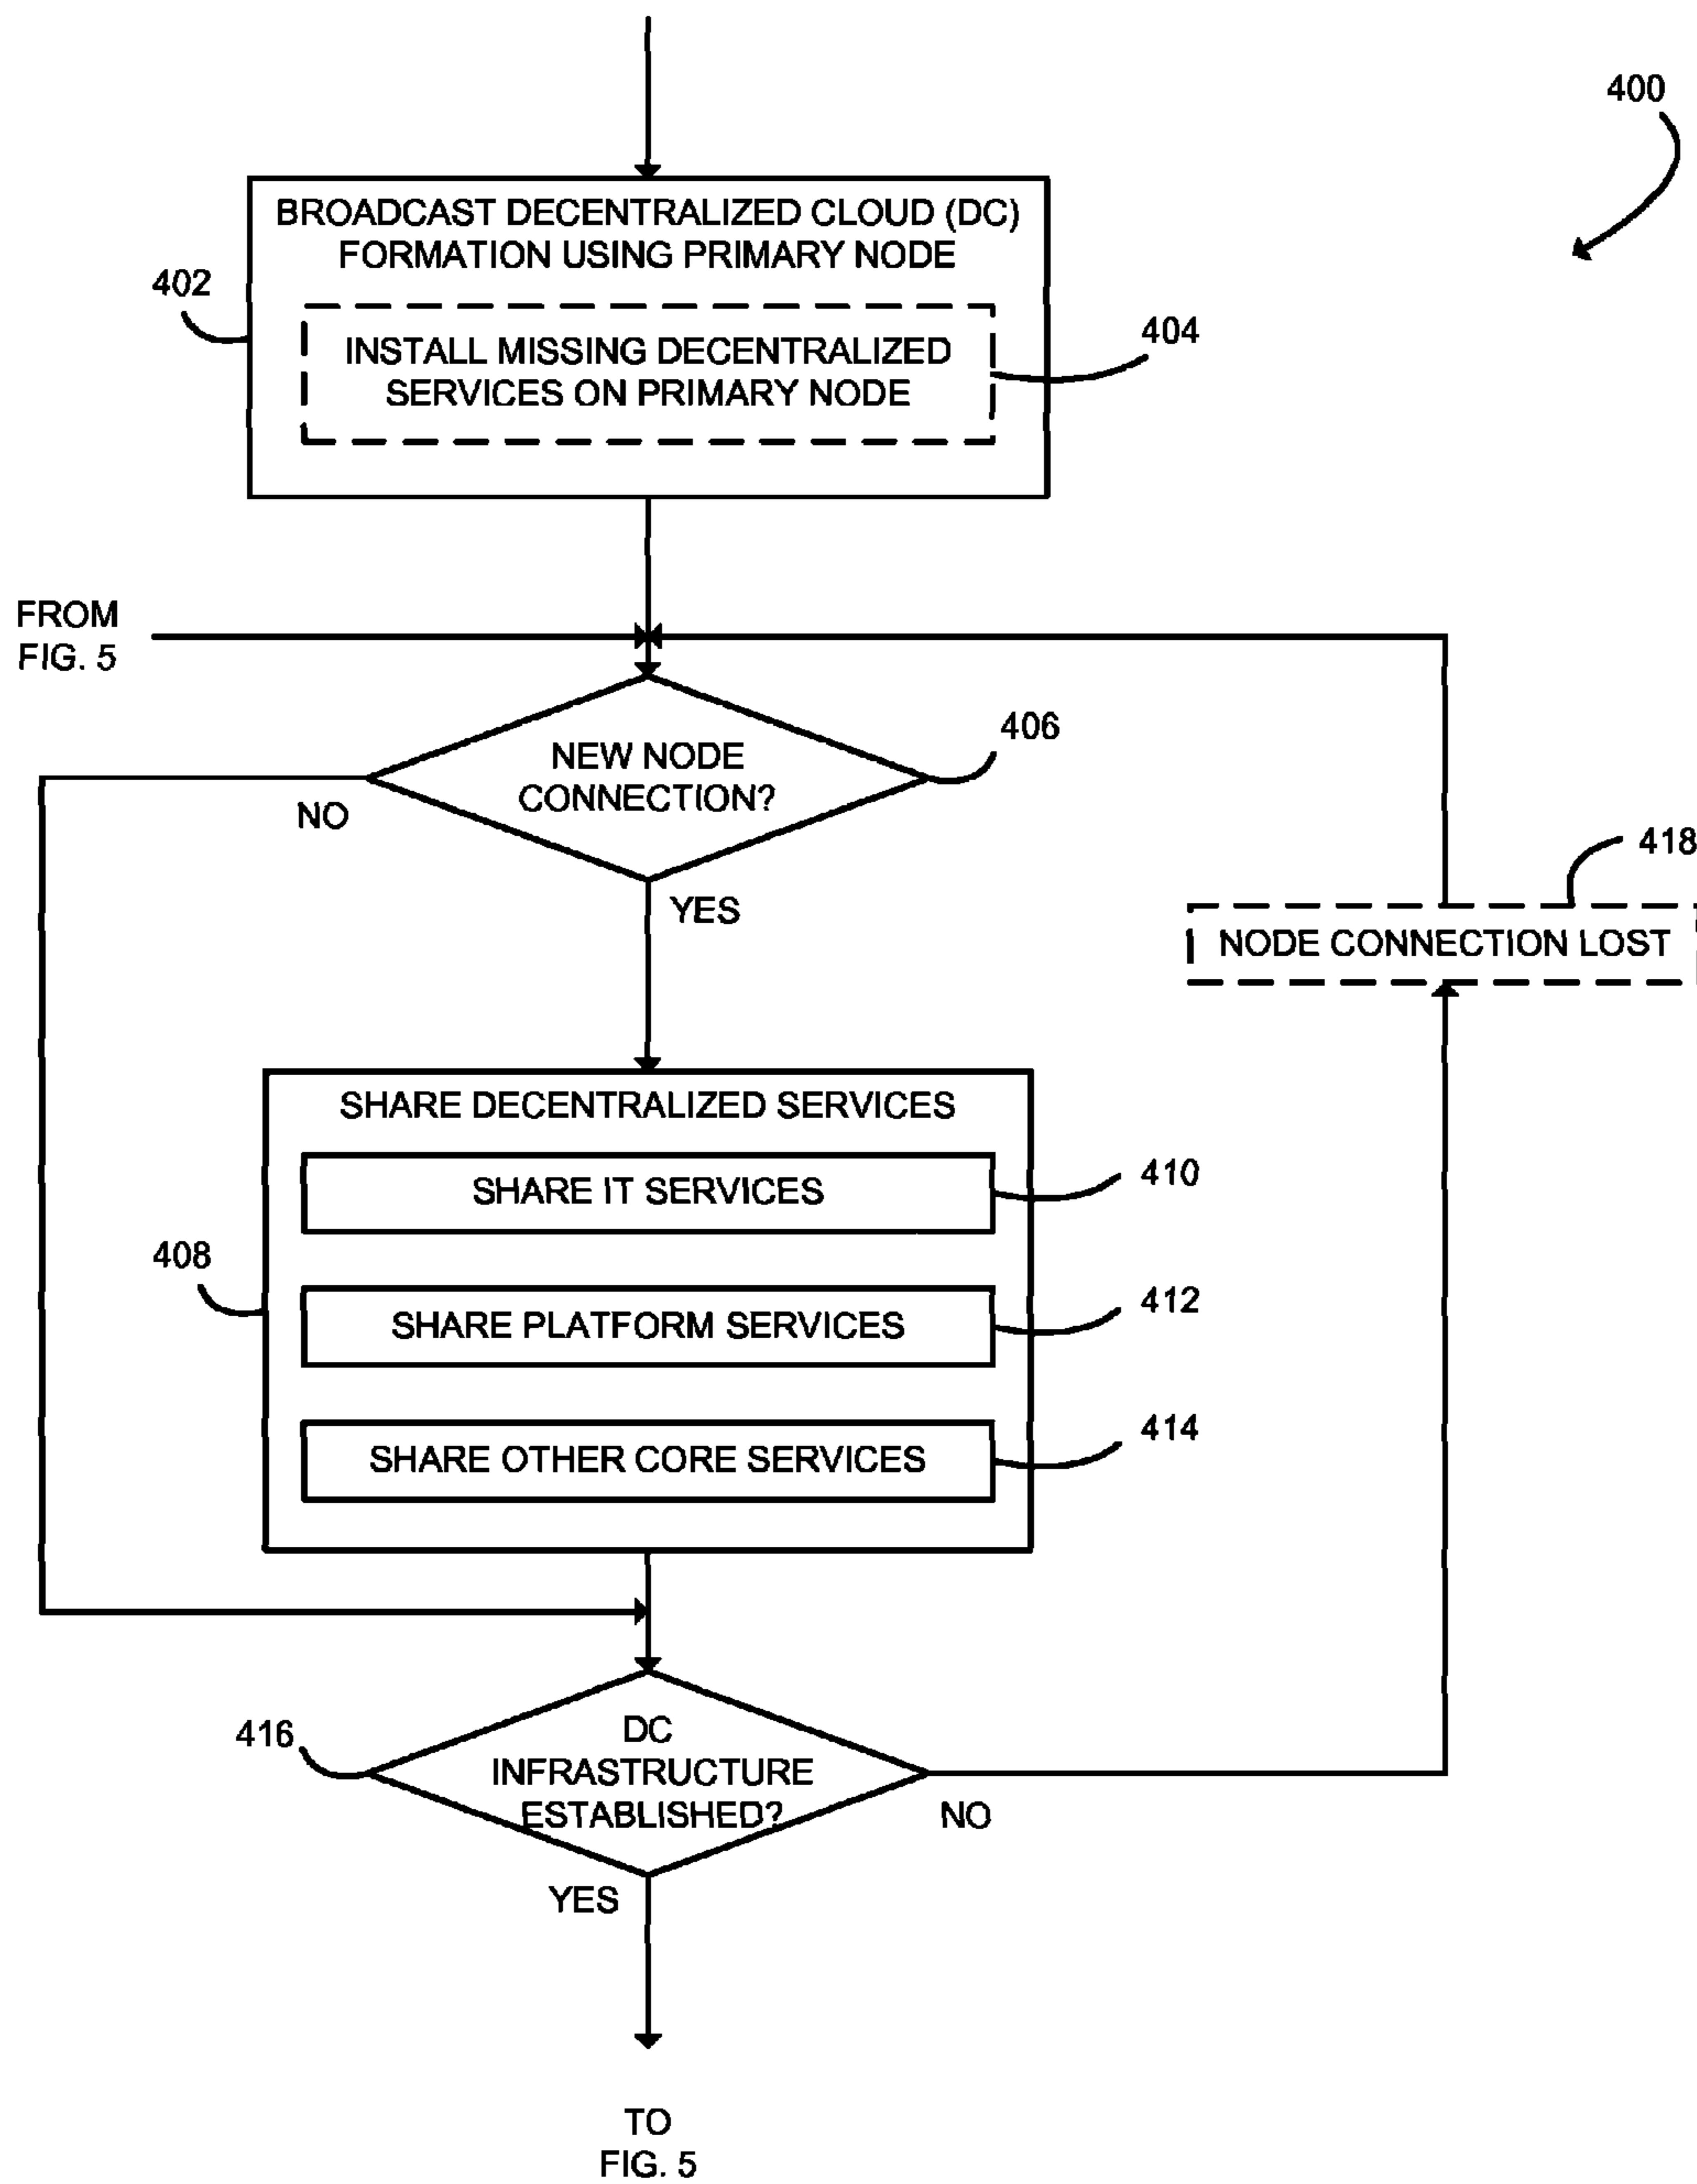 400
BROADCAST DECENTRALIZED CLOUD (DC)
FORMATION USING PRIMARY NODE
402
INSTALL MISSING DECENTRALIZED
SERVICES ON PRIMARY NODE
404
FROM
FIG. 5
NEW NODE
CONNECTION?
406
NO
YES
418
NODE CONNECTION LOST
SHARE DECENTRALIZED SERVICES
SHARE IT SERVICES
410
408
SHARE PLATFORM SERVICES
412
SHARE OTHER CORE SERVICES
414
416
DC
INFRASTRUCTURE
ESTABLISHED?
NO
YES
TO
FIG. 5